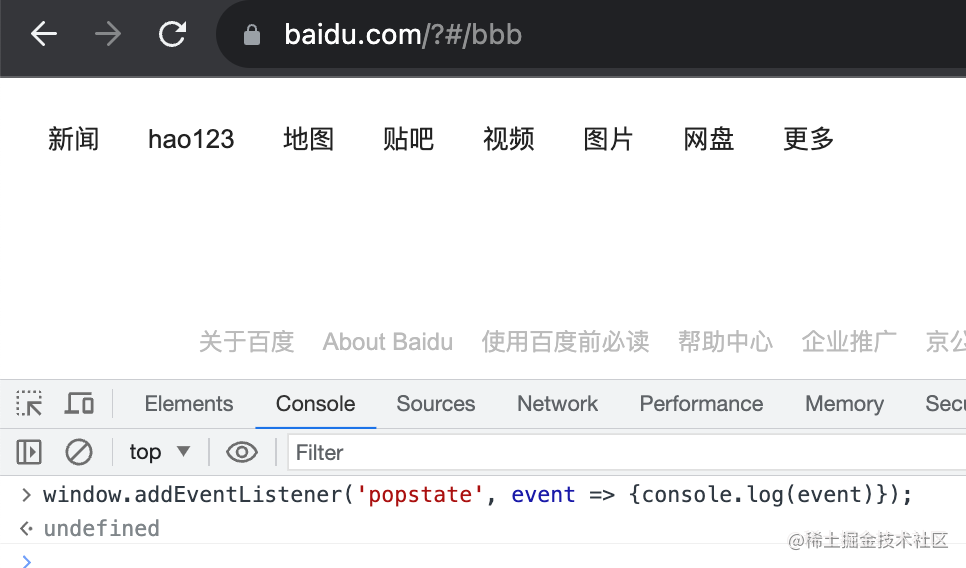 baidu.com/?#/bbb
新闻 hao123 地图 贴吧 视频 图片 网盘 更多
关于百度 About Baidu 使用百度前必读 帮助中心 企业推广 京公
Elements Console Sources Network Performance Memory Secu
top Filter
window.addEventListener('popstate', event => {console.log(event)});
undefined
@稀土掘金技术社区